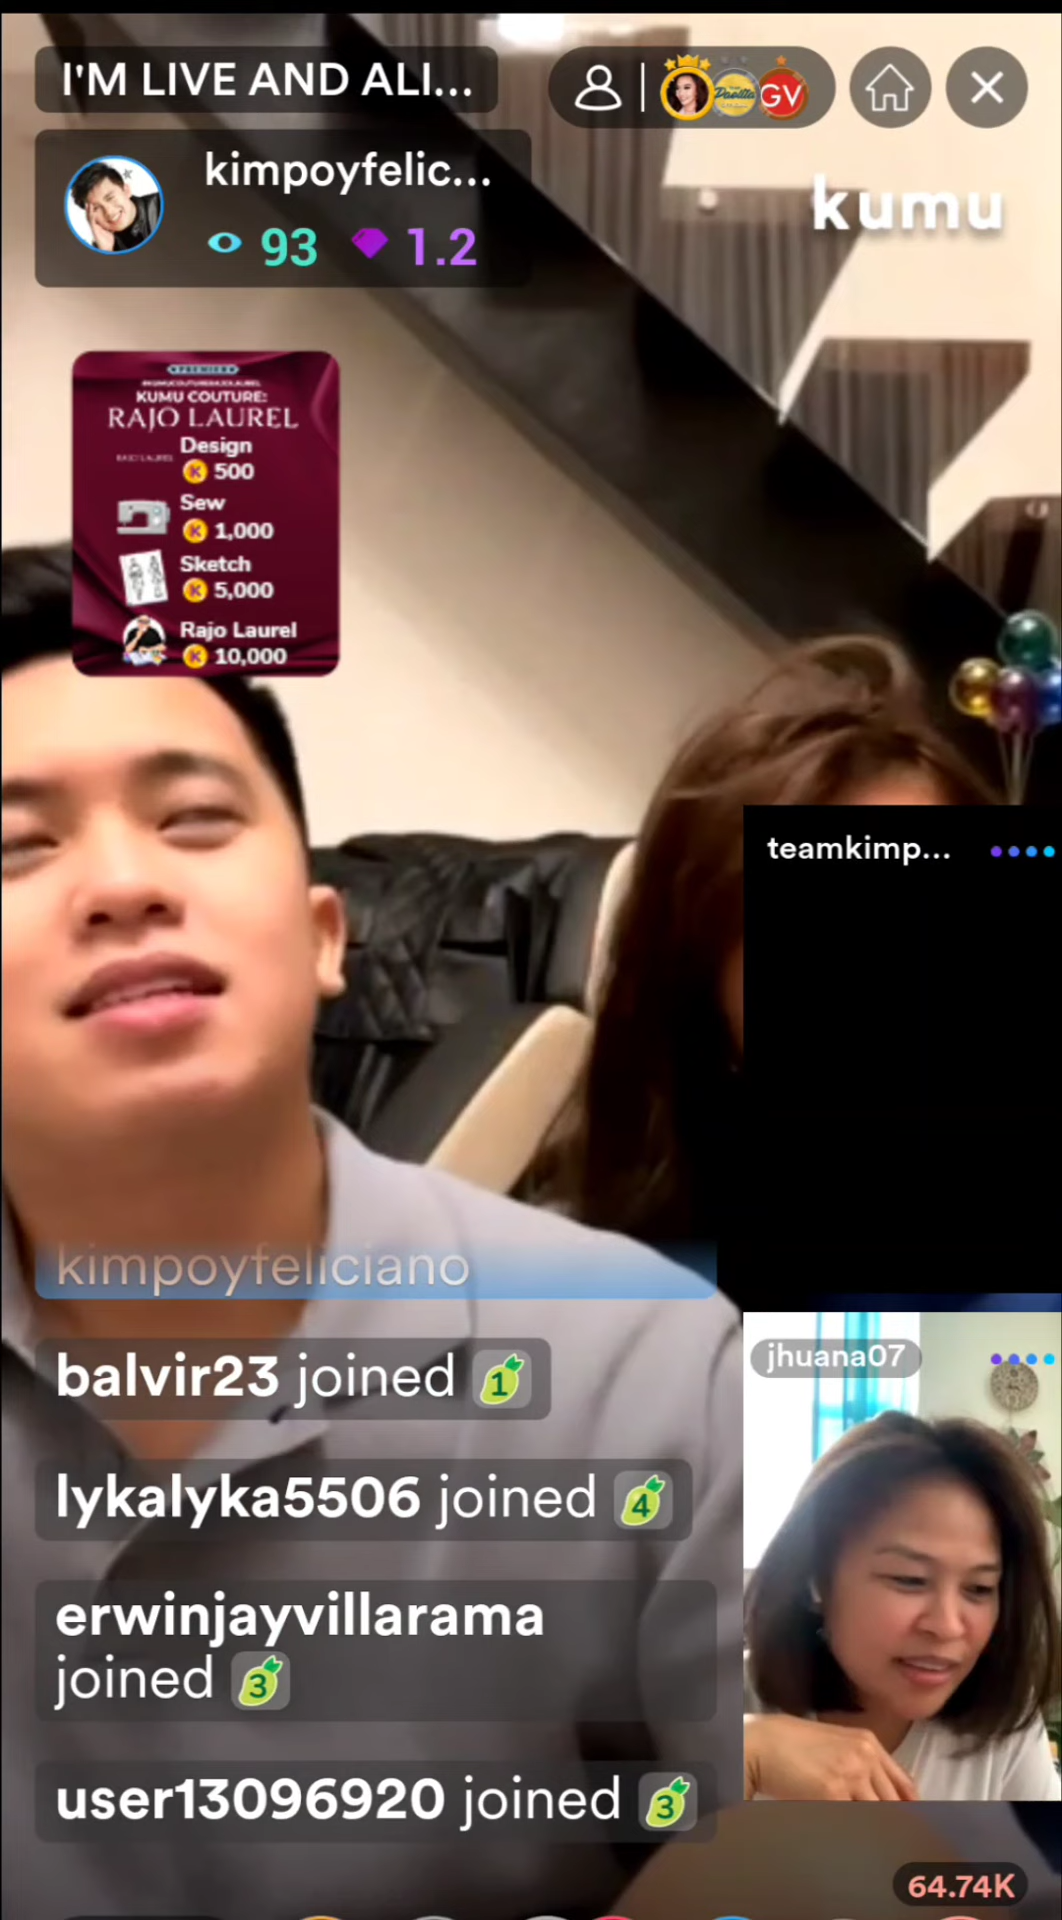 I'M LIVE AND ALI...
GV
kimpoyfelic...
93 1.2
kumu
PREMIER
KUMU COUTURE:
RAJO LAUREL
Design
500
Sew
1,000
Sketch
5,000
Rajo Laurel
10,000
teamkimp...
kimpoyfeliciano
jhuana07
balvir23 joined 1
lykalyka5506 joined 4
erwinjayvillarama
joined 3
user13096920 joined 3
64.74K